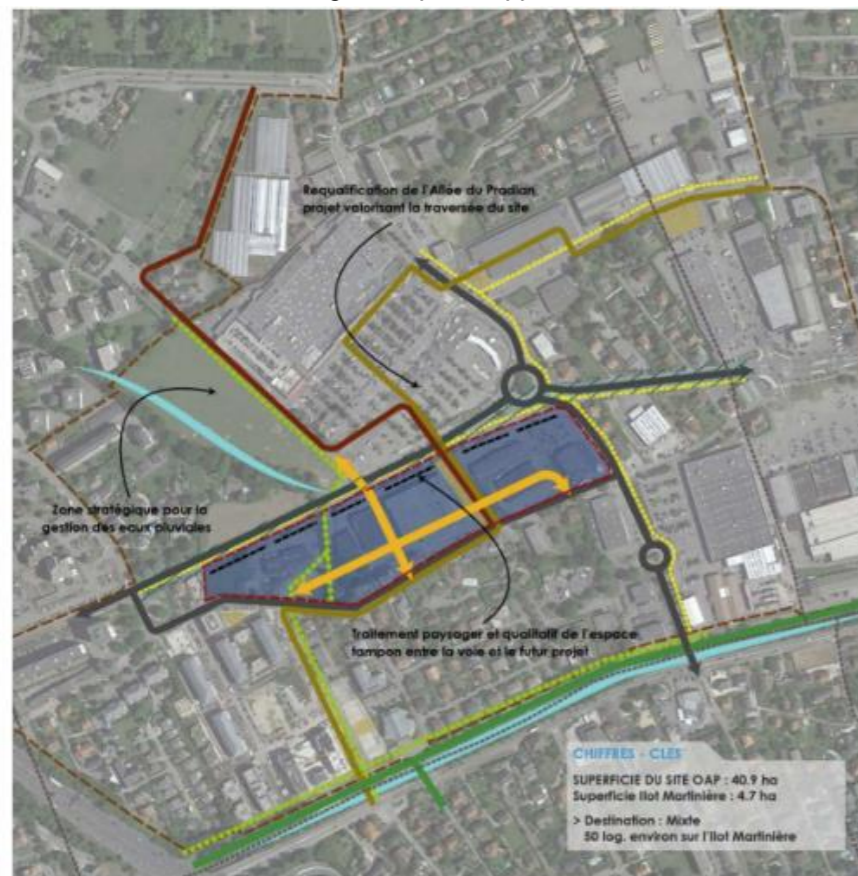 Requalification de l'Allée du Pradian,
projet valorisant la traversée du site
Zone stratégique pour la
gestion des eaux pluviales
Traitement paysager et qualitatif de l'espace
tampon entre la voie et le futur projet
CHIFFRES - CLES
SUPERFICIE DU SITE OAP : 40.9 ha
Superficie Ilot Martinière : 4.7 ha
> Destination : Mixte
50 log. environ sur l'Ilot Martinière